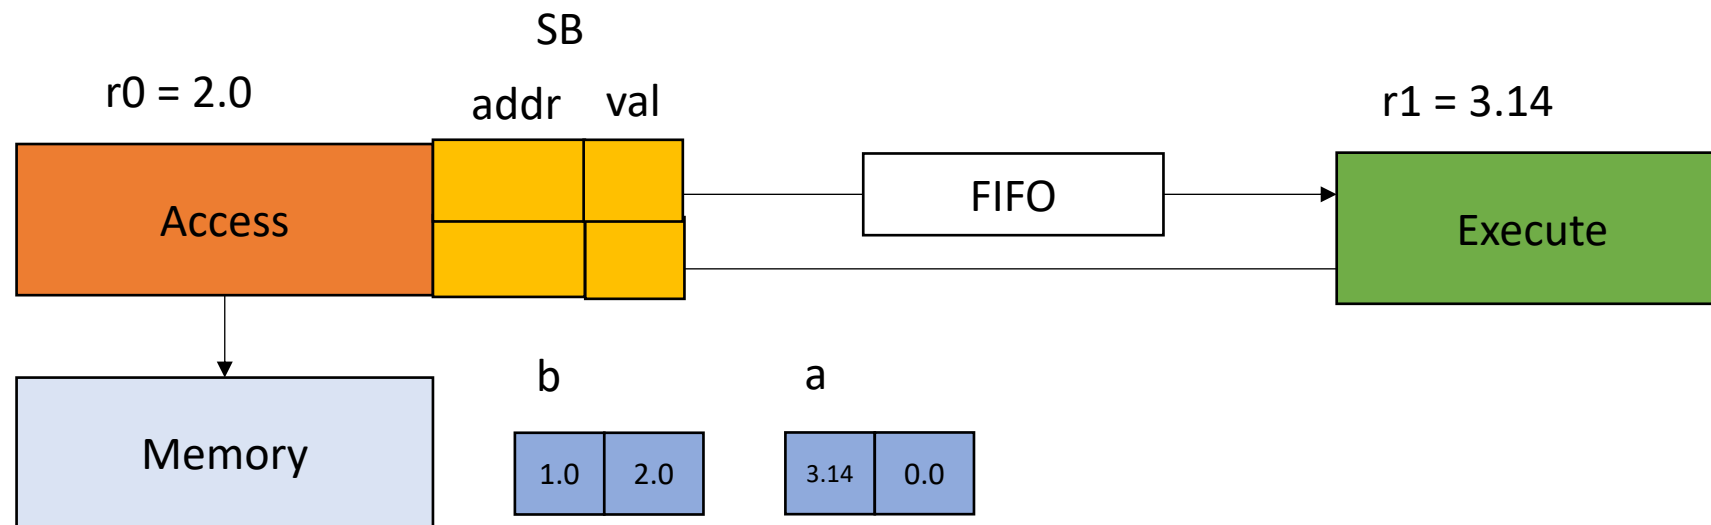 SB
r0 = 2.0
addr
val
r1 = 3.14
Access
FIFO
Execute
b
a
Memory
1.0
2.0
3.14
0.0